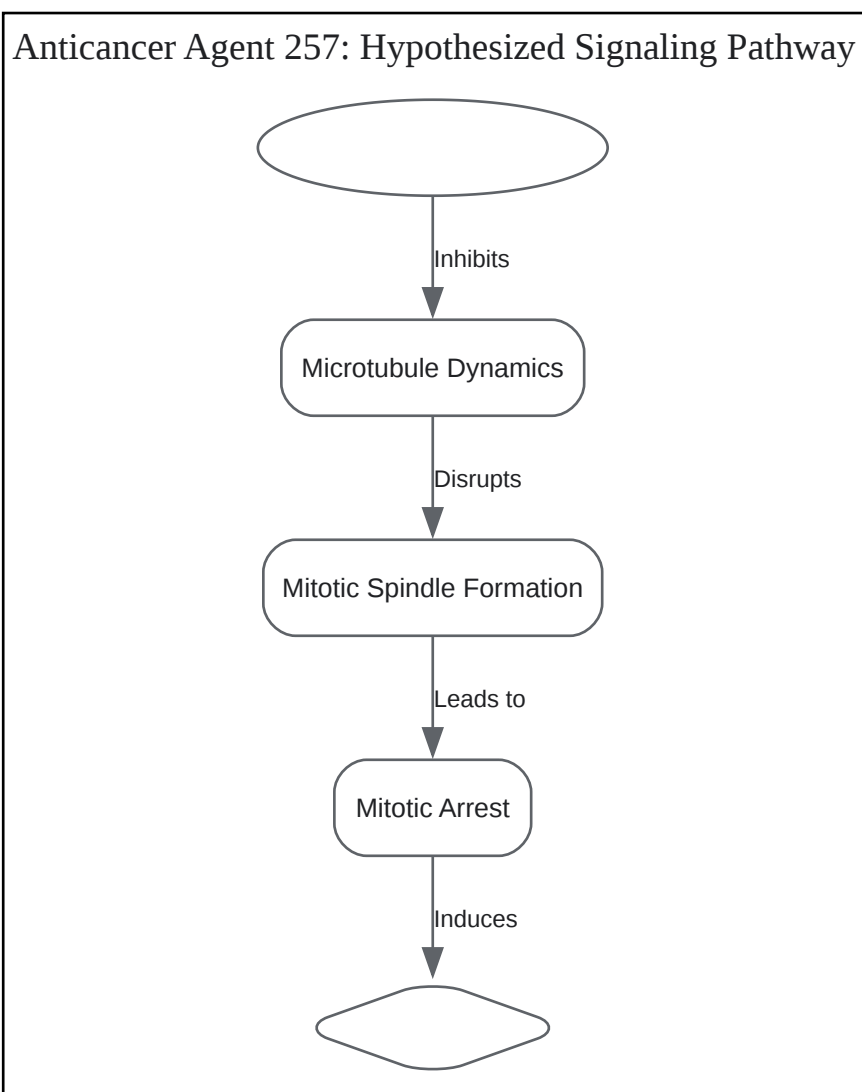 Anticancer Agent 257: Hypothesized Signaling Pathway
Inhibits
Microtubule Dynamics
Disrupts
Mitotic Spindle Formation
Leads to
Mitotic Arrest
Induces